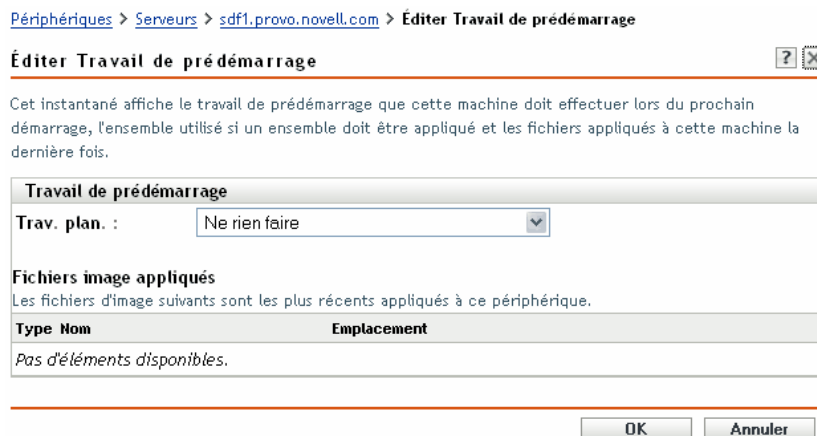 Périphériques > Serveurs > sdf1.provo.novell.com > Éditer Travail de prédémarrage
Éditer Travail de prédémarrage
?
Cet instantané affiche le travail de prédémarrage que cette machine doit effectuer lors du prochain
démarrage, l'ensemble utilisé si un ensemble doit être appliqué et les fichiers appliqués à cette machine la
dernière fois.
Travail de prédémarrage
Trav. plan. : Ne rien faire
Fichiers image appliqués
Les fichiers d'image suivants sont les plus récents appliqués à ce périphérique.
Type Nom Emplacement
Pas d'éléments disponibles.
OK Annuler